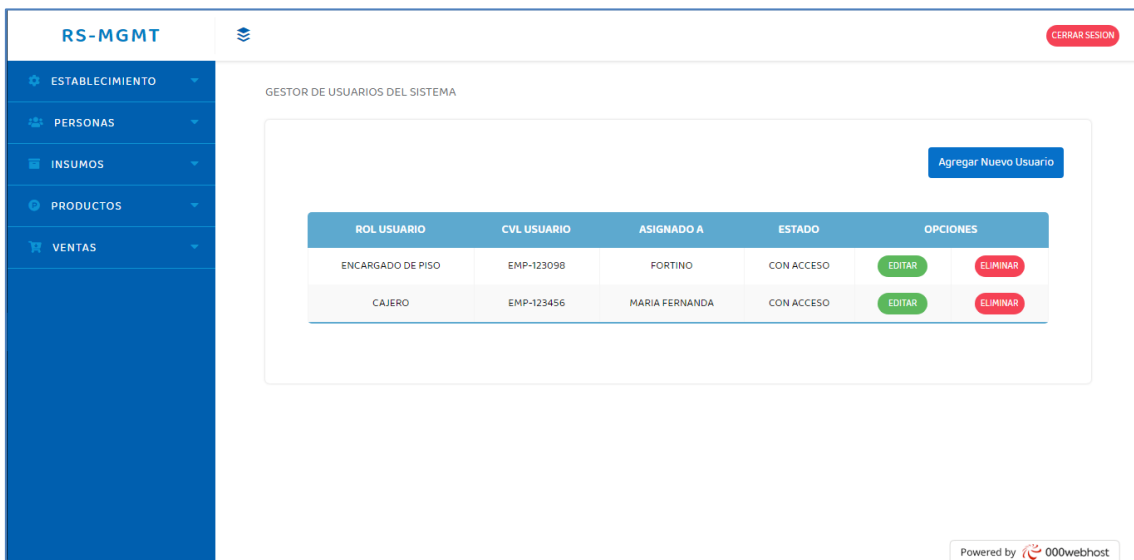 RS-MGMT
CERRAR SESION
ESTABLECIMIENTO
PERSONAS
INSUMOS
PRODUCTOS
VENTAS
GESTOR DE USUARIOS DEL SISTEMA
Agregar Nuevo Usuario
ROL USUARIO CVL USUARIO ASIGNADO A ESTADO OPCIONES
ENCARGADO DE PISO EMP-123098 FORTINO CON ACCESO EDITAR ELIMINAR
CAJERO EMP-123456 MARIA FERNANDA CON ACCESO EDITAR ELIMINAR
Powered by 000webhost